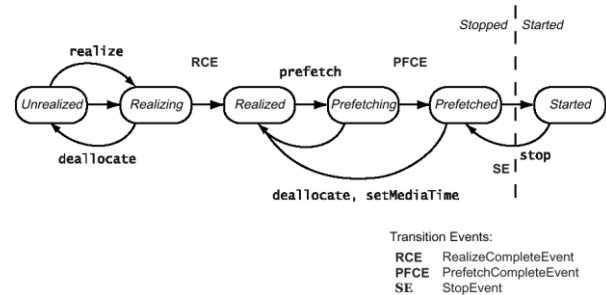 Stopped Started
realize
RCE
prefetch
PFCE
Unrealized
Realizing
Realized
Prefetching
Prefetched
Started
deallocate
stop
SE
deallocate, setMediaTime
Transition Events:
RCE RealizeCompleteEvent
PFCE PrefetchCompleteEvent
SE StopEvent